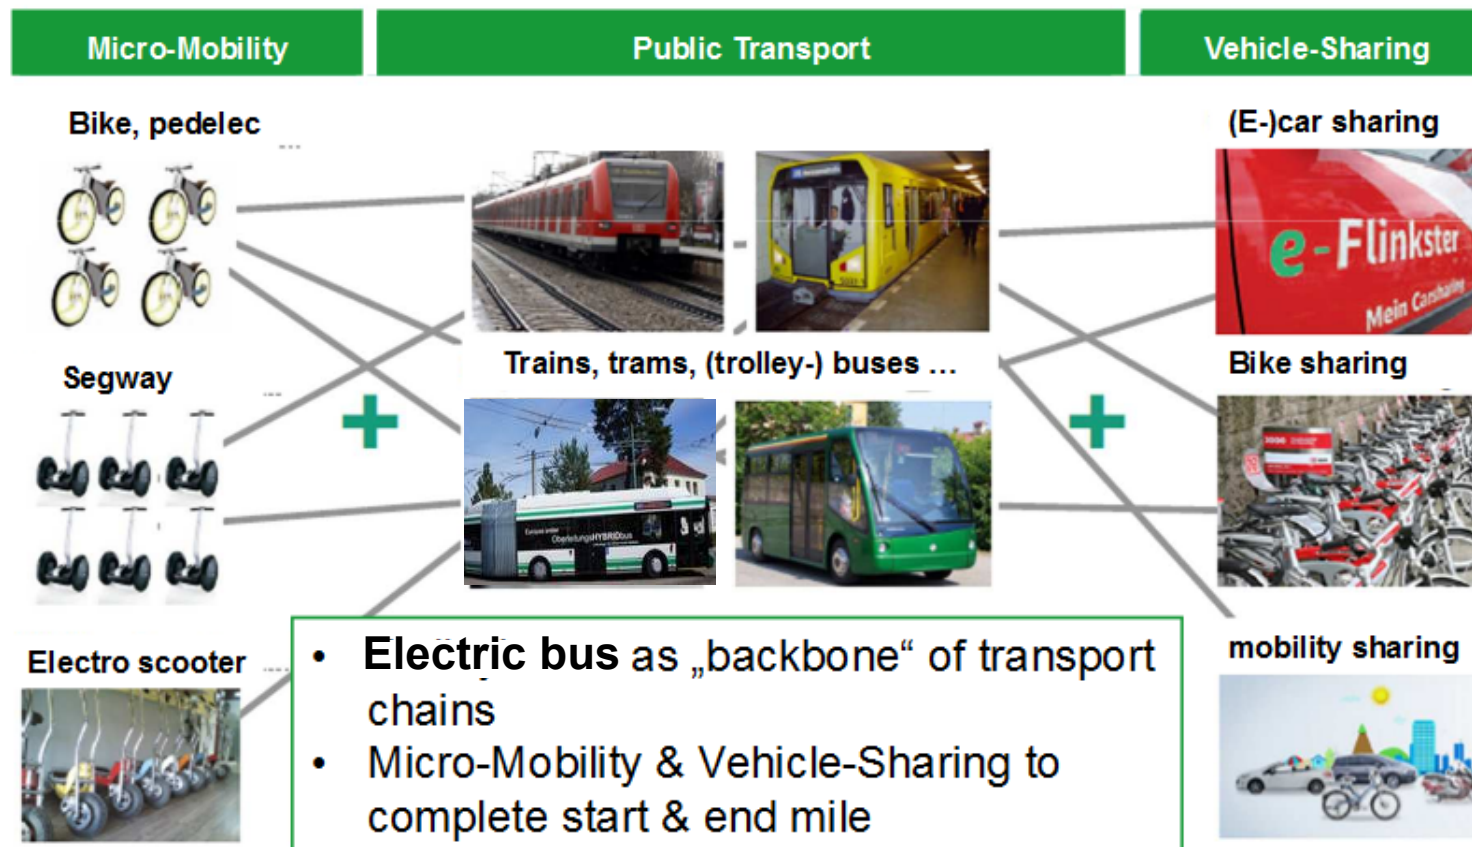 Micro-Mobility
Public Transport
Vehicle-Sharing
Bike, pedelec
...
(E-)car sharing
e-Flinkster
Mein Carsharing
Trains, trams, (trolley-) buses ...
Segway
...
Bike sharing
OberleitungsHYBRIDbus
Electro scooter ...
mobility sharing
• Electric bus as „backbone“ of transport
chains
• Micro-Mobility & Vehicle-Sharing to
complete start & end mile